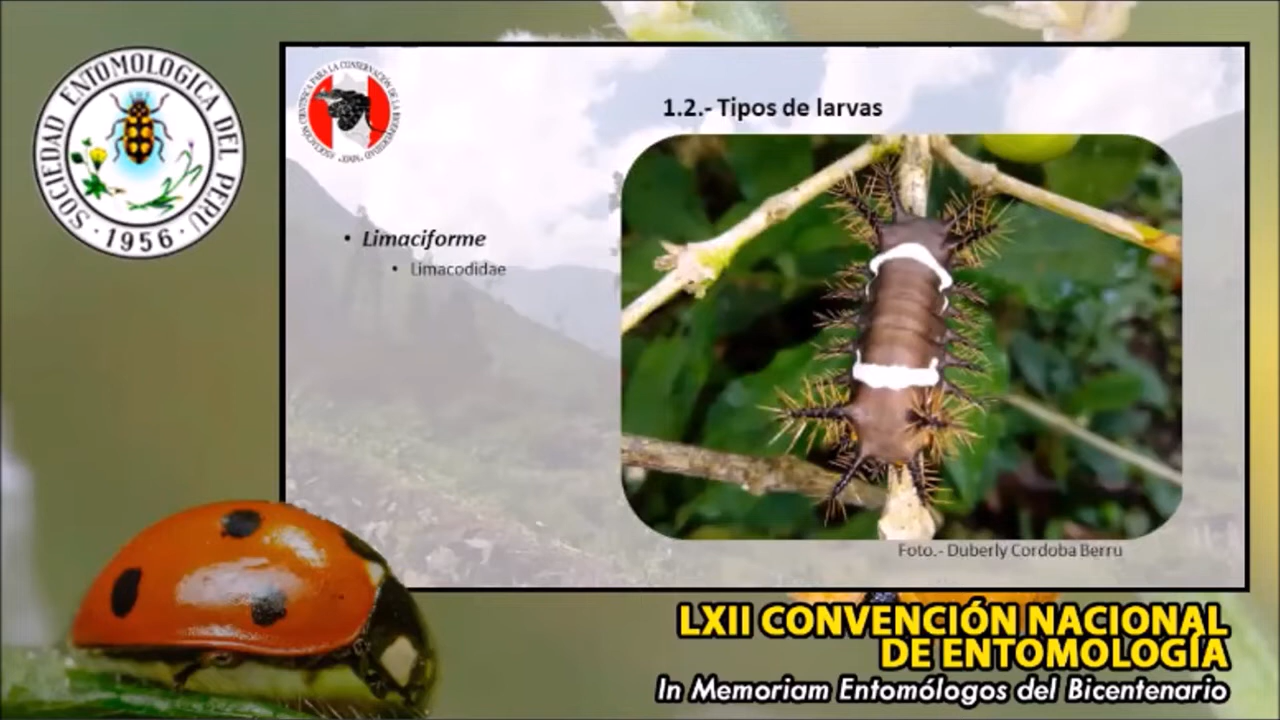 SOCIEDAD ENTOMOLOGICA DEL PERU
· 1956 ·
1.2.- Tipos de larvas
• Limaciforme
• Limacodidae
Foto.- Duberly Cordoba Berru
LXII CONVENCIÓN NACIONAL
DE ENTOMOLOGÍA
In Memoriam Entomólogos del Bicentenario